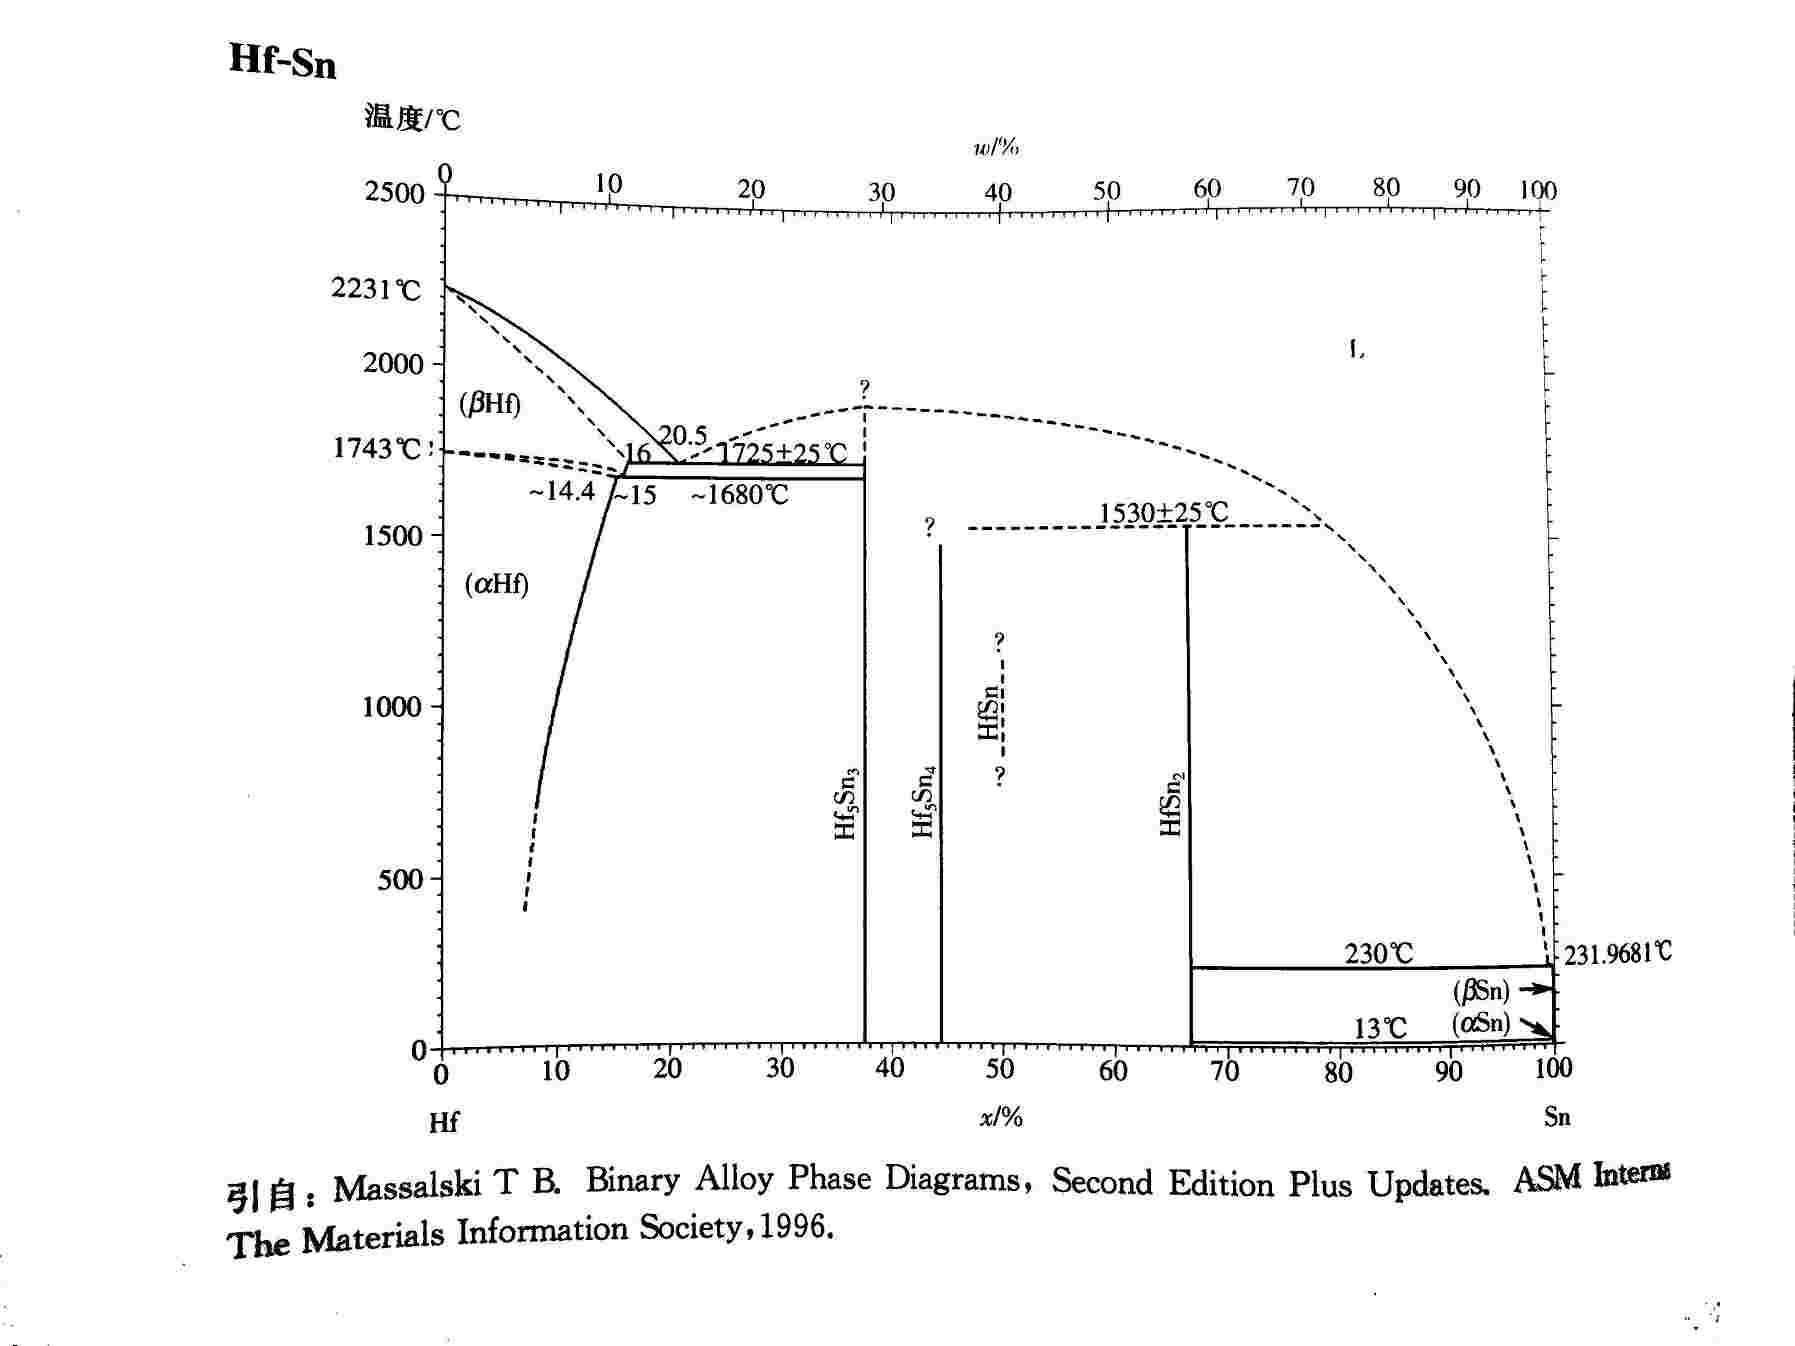 Hf-Sn
温度/℃
w/%
0 10 20 30 40 50 60 70 80 90 100
2500
2231℃
L
2000
?
(βHf)
20.5
1743℃
16 1725±25℃
~14.4 ~15 ~1680℃
1530±25℃
?
1500
(αHf)
?
HfSn
1000
?
Hf₅Sn₃
Hf₅Sn₄
HfSn₂
500
230℃
231.9681℃
(βSn)
13℃ (αSn)
0
0 10 20 30 40 50 60 70 80 90 100
Hf x/% Sn
引自：Massalski T B. Binary Alloy Phase Diagrams, Second Edition Plus Updates. ASM Interna
The Materials Information Society,1996.